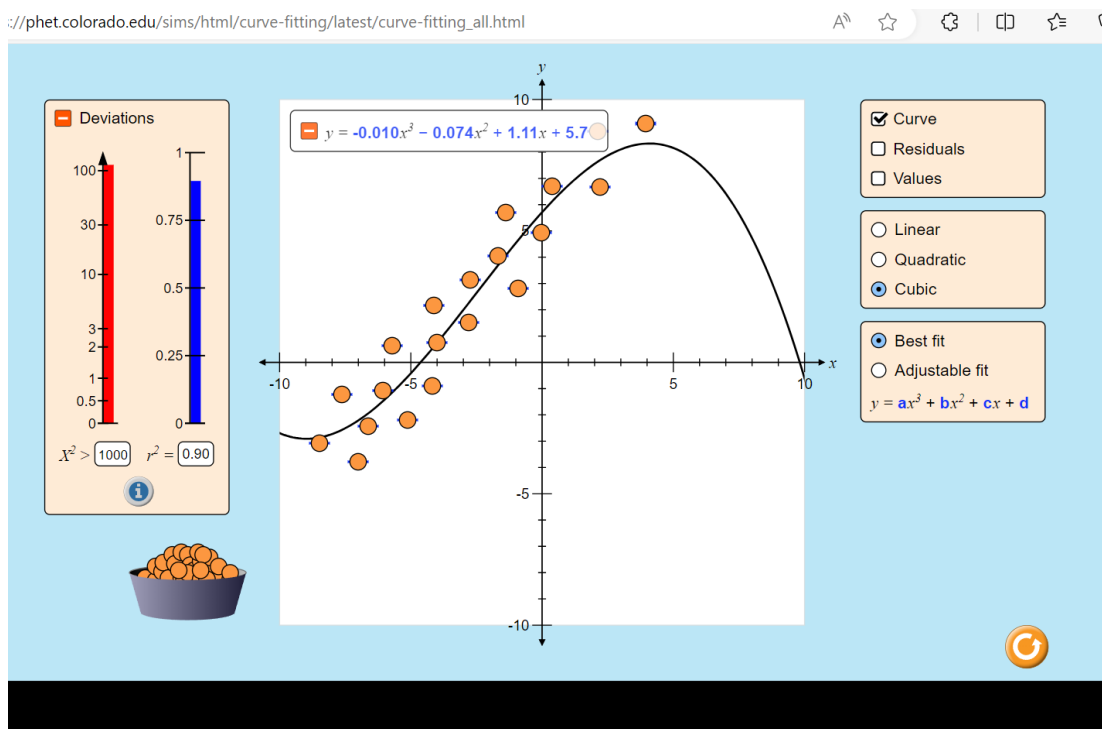 ://phet.colorado.edu/sims/html/curve-fitting/latest/curve-fitting_all.html
Deviations
100
30
10
3
2
1
0.5
0
1
0.75
0.5
0.25
0
X² > 1000 r² = 0.90
y
10
y = -0.010x³ − 0.074x² + 1.11x + 5.7
5
-10
-5
5
10
x
-5
-10
Curve
Residuals
Values
Linear
Quadratic
Cubic
Best fit
Adjustable fit
y = ax³ + bx² + cx + d